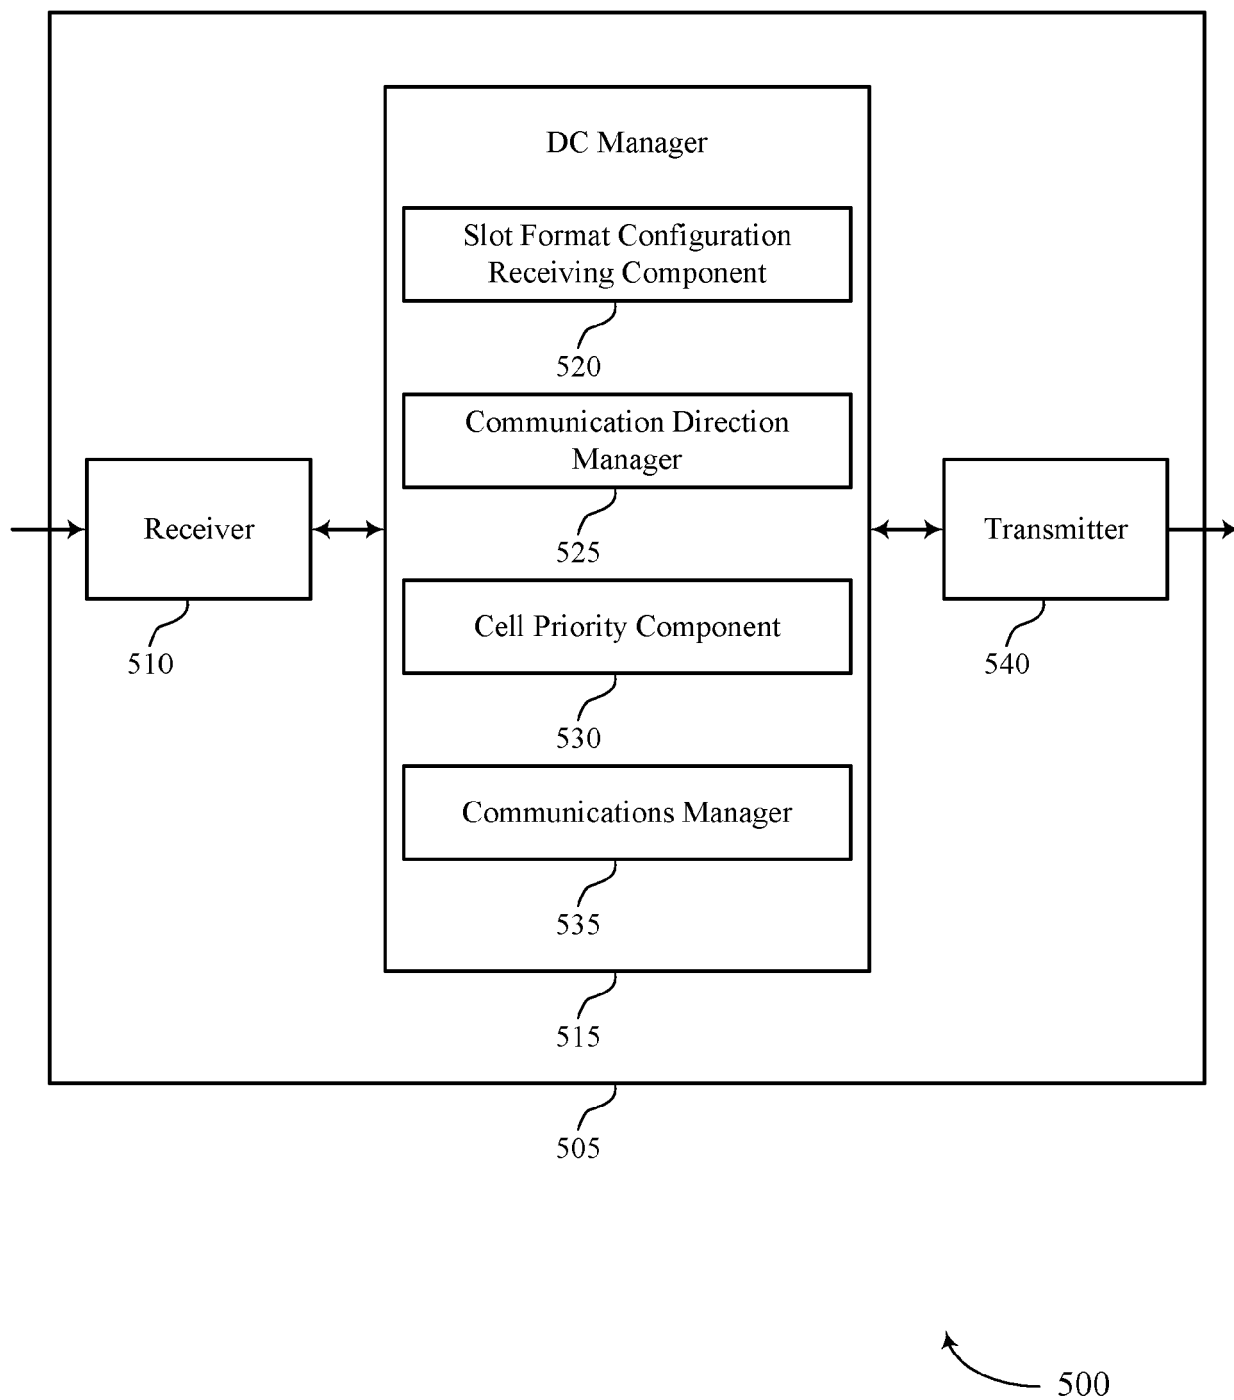 DC Manager
Slot Format Configuration
Receiving Component
520
Communication Direction
Manager
525
Receiver
510
Transmitter
540
Cell Priority Component
530
Communications Manager
535
515
505
500